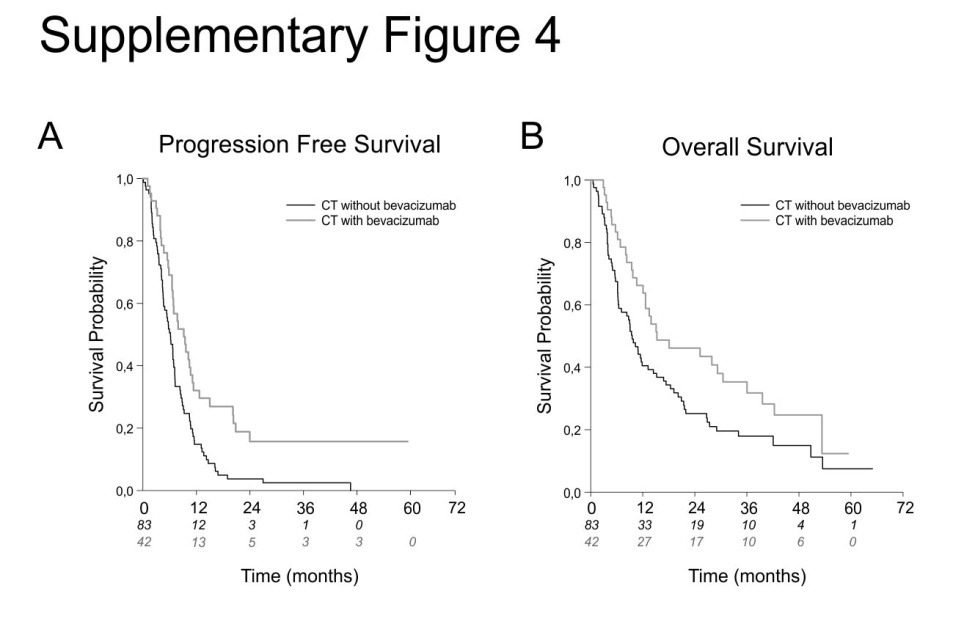 Supplementary Figure 4
A
Progression Free Survival
CT without bevacizumab
CT with bevacizumab
Survival Probability
1,0
0,8
0,6
0,4
0,2
0,0
0 12 24 36 48 60 72
83 12 3 1 0
42 13 5 3 3 0
Time (months)
B
Overall Survival
CT without bevacizumab
CT with bevacizumab
Survival Probability
1,0
0,8
0,6
0,4
0,2
0,0
0 12 24 36 48 60 72
83 33 19 10 4 1
42 27 17 10 6 0
Time (months)